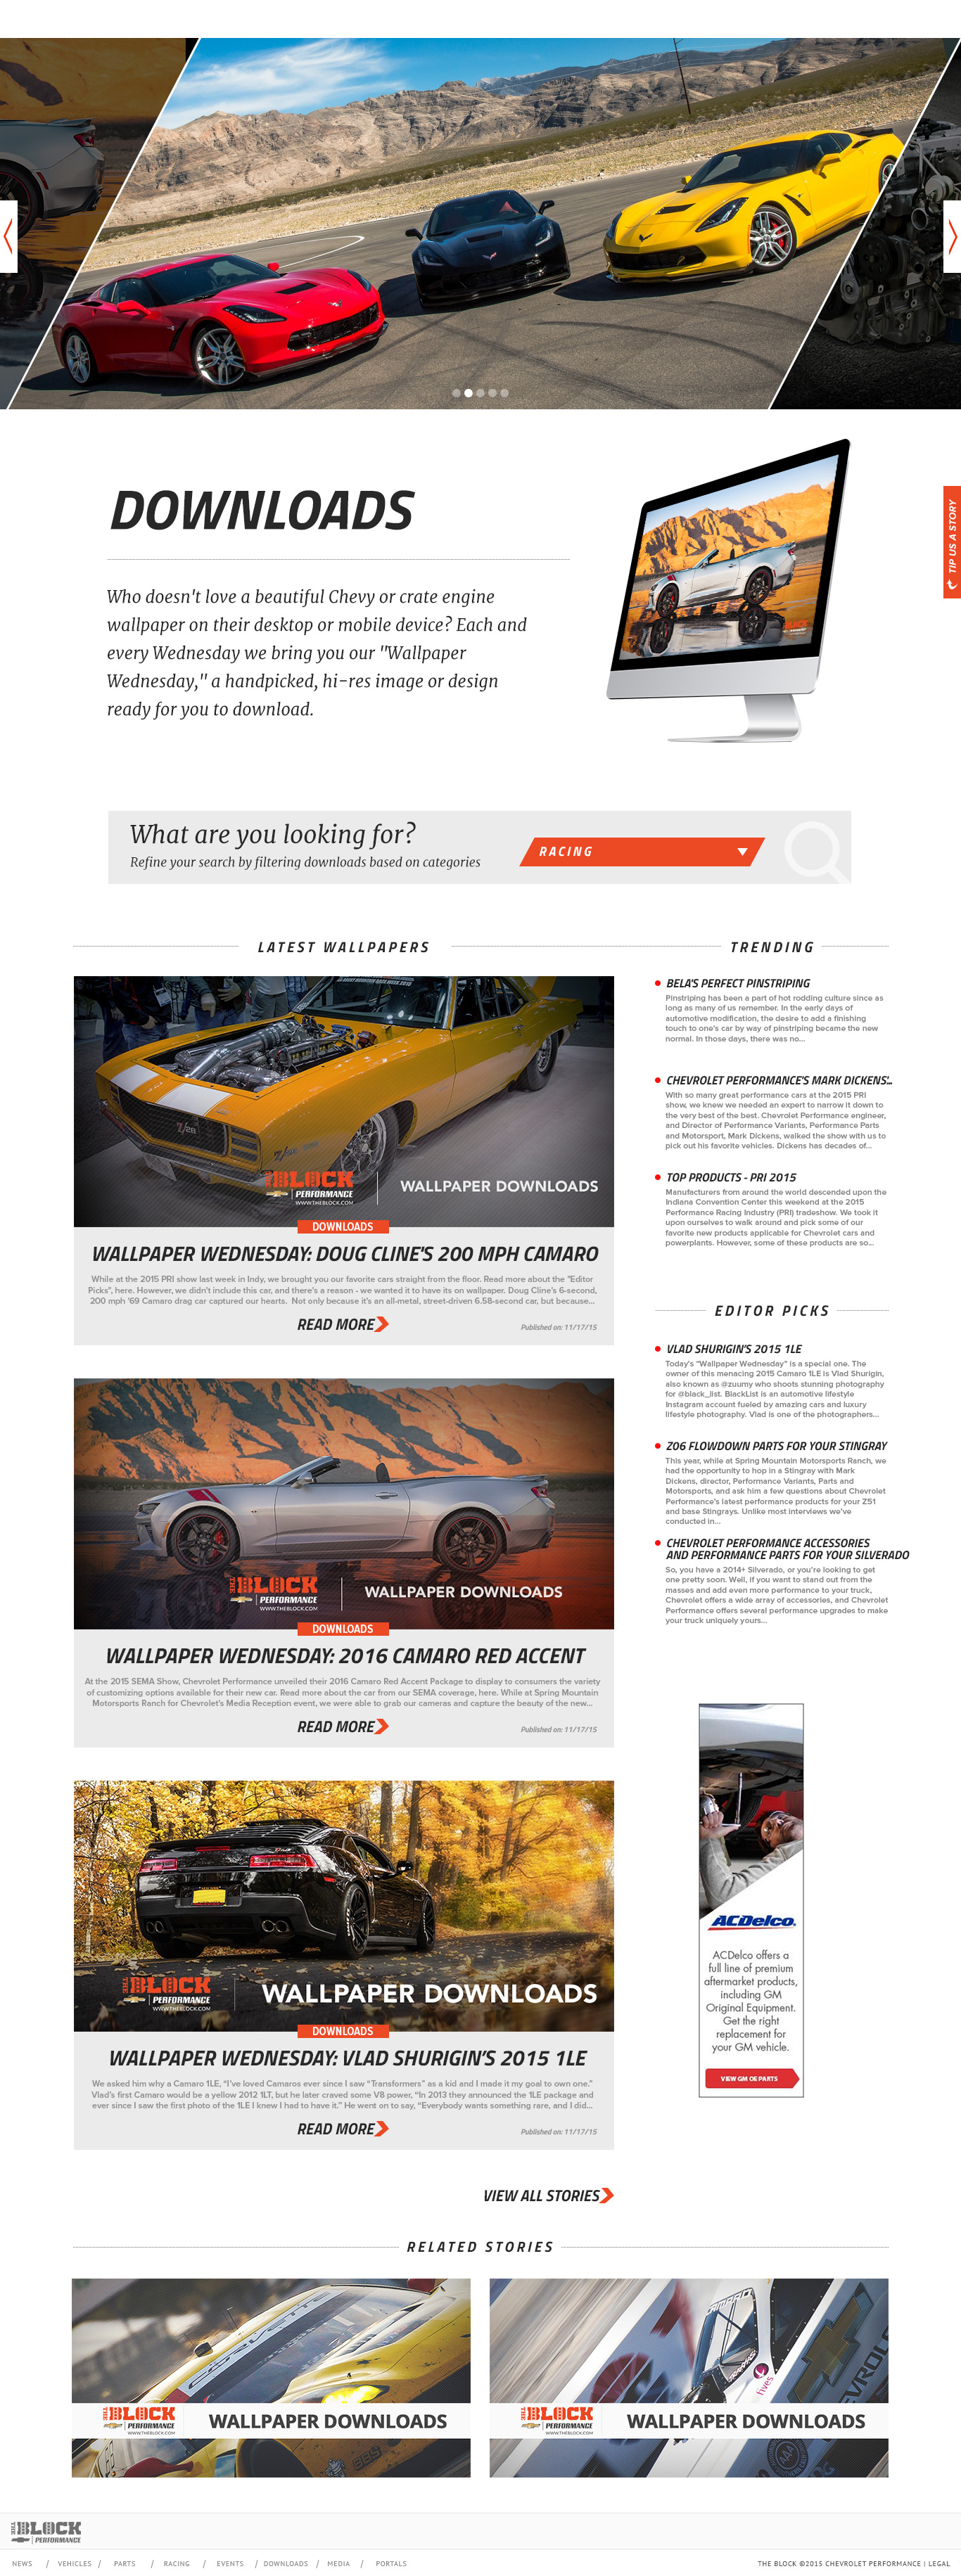 TIP US A STORY
DOWNLOADS
Who doesn't love a beautiful Chevy or crate engine
wallpaper on their desktop or mobile device? Each and
every Wednesday we bring you our "Wallpaper
Wednesday," a handpicked, hi-res image or design
ready for you to download.
What are you looking for?
Refine your search by filtering downloads based on categories
RACING
LATEST WALLPAPERS
Z/28
THE BLOCK
PERFORMANCE
WWW.THEBLOCK.COM
WALLPAPER DOWNLOADS
DOWNLOADS
WALLPAPER WEDNESDAY: DOUG CLINE'S 200 MPH CAMARO
While at the 2015 PRI show last week in Indy, we brought you our favorite cars straight from the floor. Read more about the "Editor
Picks", here. However, we didn't include this car, and there's a reason - we wanted it to have its on wallpaper. Doug Cline's 6-second,
200 mph '69 Camaro drag car captured our hearts.  Not only because it's an all-metal, street-driven 6.58-second car, but because...
READ MORE
Published on: 11/17/15
THE BLOCK
PERFORMANCE
WWW.THEBLOCK.COM
WALLPAPER DOWNLOADS
DOWNLOADS
WALLPAPER WEDNESDAY: 2016 CAMARO RED ACCENT
At the 2015 SEMA Show, Chevrolet Performance unveiled their 2016 Camaro Red Accent Package to display to consumers the variety
of customizing options available for their new car. Read more about the car from our SEMA coverage, here. While at Spring Mountain
Motorsports Ranch for Chevrolet's Media Reception event, we were able to grab our cameras and capture the beauty of the new...
READ MORE
Published on: 11/17/15
THE BLOCK
PERFORMANCE
WWW.THEBLOCK.COM
WALLPAPER DOWNLOADS
DOWNLOADS
WALLPAPER WEDNESDAY: VLAD SHURIGIN'S 2015 1LE
We asked him why a Camaro 1LE, "I've loved Camaros ever since I saw "Transformers" as a kid and I made it my goal to own one."
Vlad's first Camaro would be a yellow 2012 1LT, but he later craved some V8 power, "In 2013 they announced the 1LE package and
ever since I saw the first photo of the 1LE I knew I had to have it." He went on to say, "Everybody wants something rare, and I did...
READ MORE
Published on: 11/17/15
VIEW ALL STORIES
TRENDING
BELA'S PERFECT PINSTRIPING
Pinstriping has been a part of hot rodding culture since as
long as many of us remember. In the early days of
automotive modification, the desire to add a finishing
touch to one's car by way of pinstriping became the new
normal. In those days, there was no...
CHEVROLET PERFORMANCE'S MARK DICKENS'...
With so many great performance cars at the 2015 PRI
show, we knew we needed an expert to narrow it down to
the very best of the best. Chevrolet Performance engineer,
and Director of Performance Variants, Performance Parts
and Motorsport, Mark Dickens, walked the show with us to
pick out his favorite vehicles. Dickens has decades of...
TOP PRODUCTS - PRI 2015
Manufacturers from around the world descended upon the
Indiana Convention Center this weekend at the 2015
Performance Racing Industry (PRI) tradeshow. We took it
upon ourselves to walk around and pick some of our
favorite new products applicable for Chevrolet cars and
powerplants. However, some of these products are so...
EDITOR PICKS
VLAD SHURIGIN'S 2015 1LE
Today's "Wallpaper Wednesday" is a special one. The
owner of this menacing 2015 Camaro 1LE is Vlad Shurigin,
also known as @zuumy who shoots stunning photography
for @black_list. BlackList is an automotive lifestyle
Instagram account fueled by amazing cars and luxury
lifestyle photography. Vlad is one of the photographers...
Z06 FLOWDOWN PARTS FOR YOUR STINGRAY
This year, while at Spring Mountain Motorsports Ranch, we
had the opportunity to hop in a Stingray with Mark
Dickens, director, Performance Variants, Parts and
Motorsports, and ask him a few questions about Chevrolet
Performance's latest performance products for your Z51
and base Stingrays. Unlike most interviews we've
conducted in...
CHEVROLET PERFORMANCE ACCESSORIES
AND PERFORMANCE PARTS FOR YOUR SILVERADO
So, you have a 2014+ Silverado, or you're looking to get
one pretty soon. Well, if you want to stand out from the
masses and add even more performance to your truck,
Chevrolet offers a wide array of accessories, and Chevrolet
Performance offers several performance upgrades to make
your truck uniquely yours...
ACDelco.
ACDelco offers a
full line of premium
aftermarket products,
including GM
Original Equipment.
Get the right
replacement for
your GM vehicle.
VIEW GM OE PARTS
RELATED STORIES
CORVETTE
THE BLOCK
PERFORMANCE
WWW.THEBLOCK.COM
WALLPAPER DOWNLOADS
BBS
fives
CHEVROL
THE BLOCK
PERFORMANCE
WWW.THEBLOCK.COM
WALLPAPER DOWNLOADS
AAA
THE BLOCK
PERFORMANCE
NEWS / VEHICLES / PARTS / RACING / EVENTS / DOWNLOADS / MEDIA / PORTALS
THE BLOCK ©2015 CHEVROLET PERFORMANCE | LEGAL